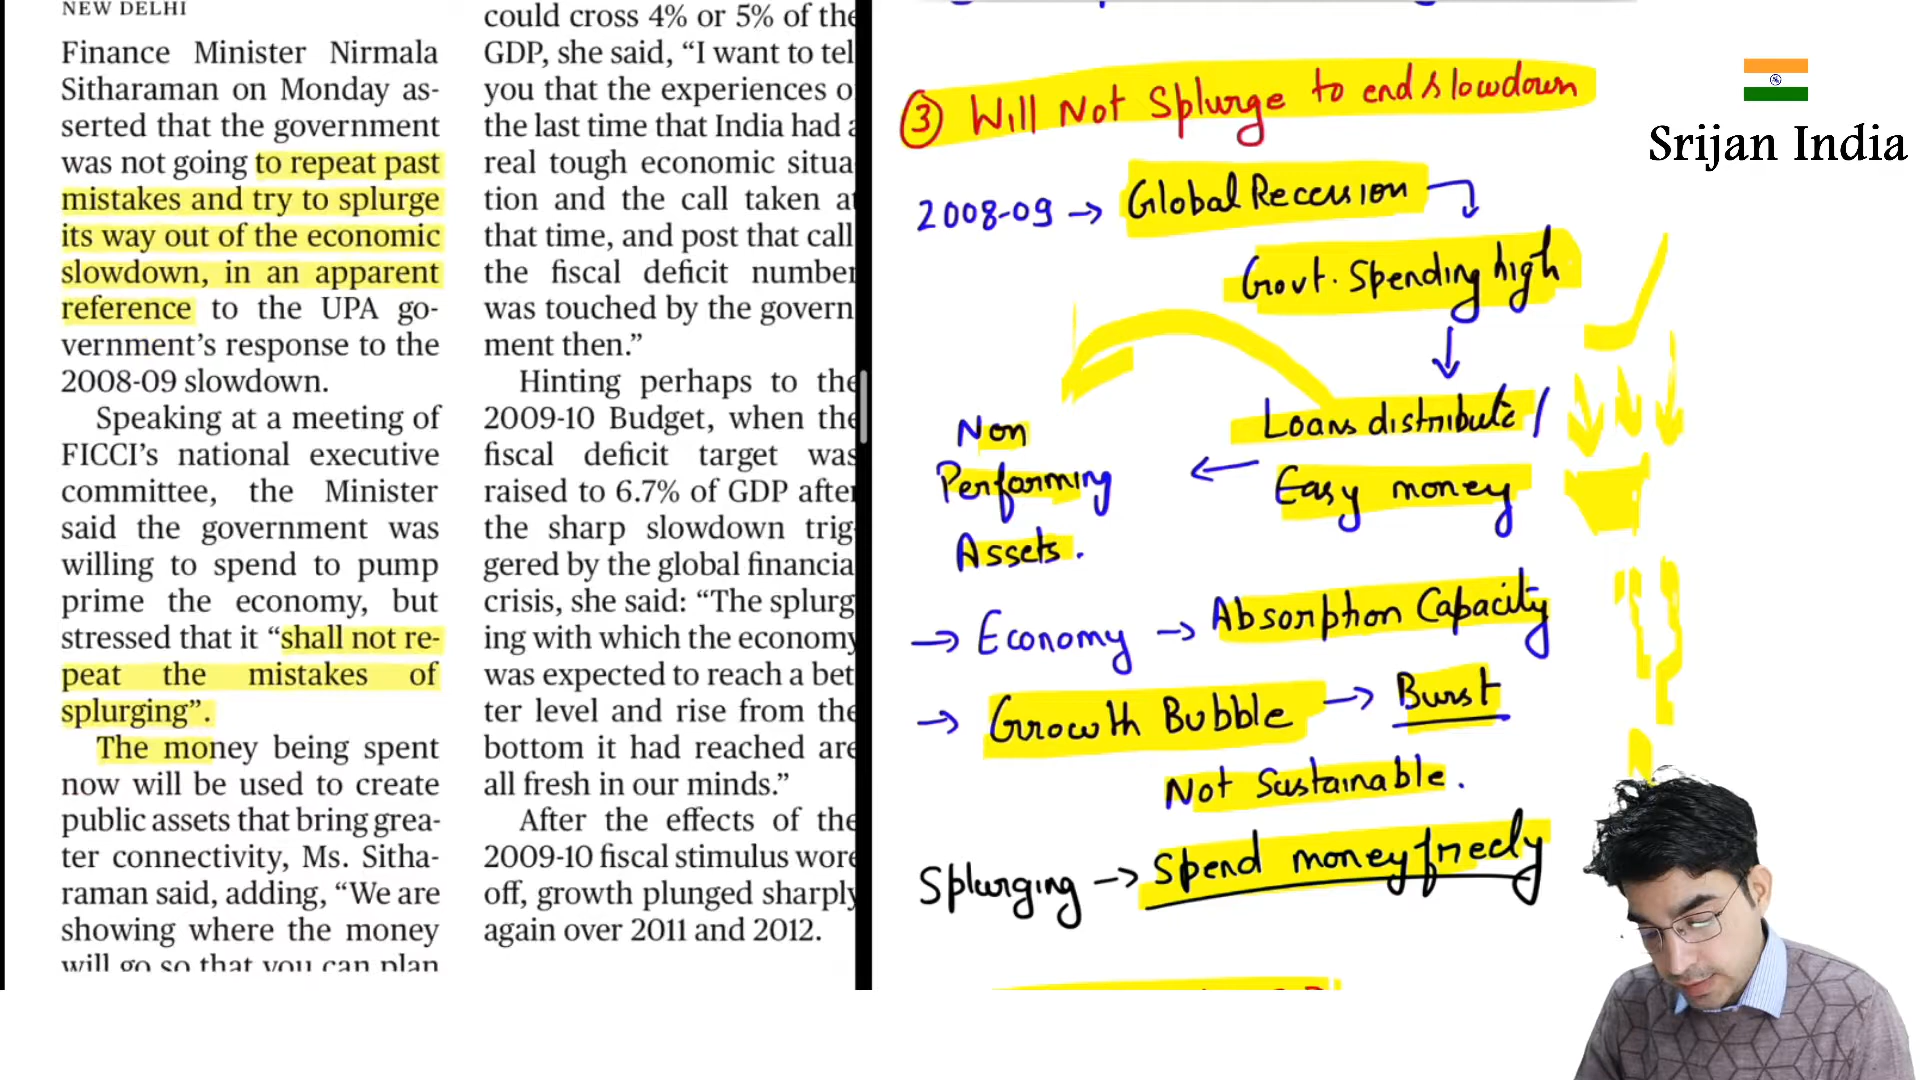 NEW DELHI
Finance Minister Nirmala
Sitharaman on Monday as-
serted that the government
was not going to repeat past
mistakes and try to splurge
its way out of the economic
slowdown, in an apparent
reference to the UPA go-
vernment's response to the
2008-09 slowdown.
Speaking at a meeting of
FICCI's national executive
committee, the Minister
said the government was
willing to spend to pump
prime the economy, but
stressed that it “shall not re-
peat the mistakes of
splurging”.
The money being spent
now will be used to create
public assets that bring grea-
ter connectivity, Ms. Sitha-
raman said, adding, “We are
showing where the money
will go so that you can plan
could cross 4% or 5% of the
GDP, she said, “I want to tel
you that the experiences o
the last time that India had a
real tough economic situa
tion and the call taken at
that time, and post that call
the fiscal deficit number
was touched by the govern
ment then.”
Hinting perhaps to the
2009-10 Budget, when the
fiscal deficit target was
raised to 6.7% of GDP after
the sharp slowdown trig
gered by the global financia
crisis, she said: “The splurg
ing with which the economy
was expected to reach a bet
ter level and rise from the
bottom it had reached are
all fresh in our minds.”
After the effects of the
2009-10 fiscal stimulus wore
off, growth plunged sharply
again over 2011 and 2012.
③ Will Not Splurge to end slowdown
2008-09 → Global Recession
Govt. Spending high
Loans distribute /
Easy money
Non
Performing
Assets.
→ Economy → Absorption Capacity
→ Growth Bubble → Burst
Not Sustainable.
Splurging → Spend money freely
Srijan India